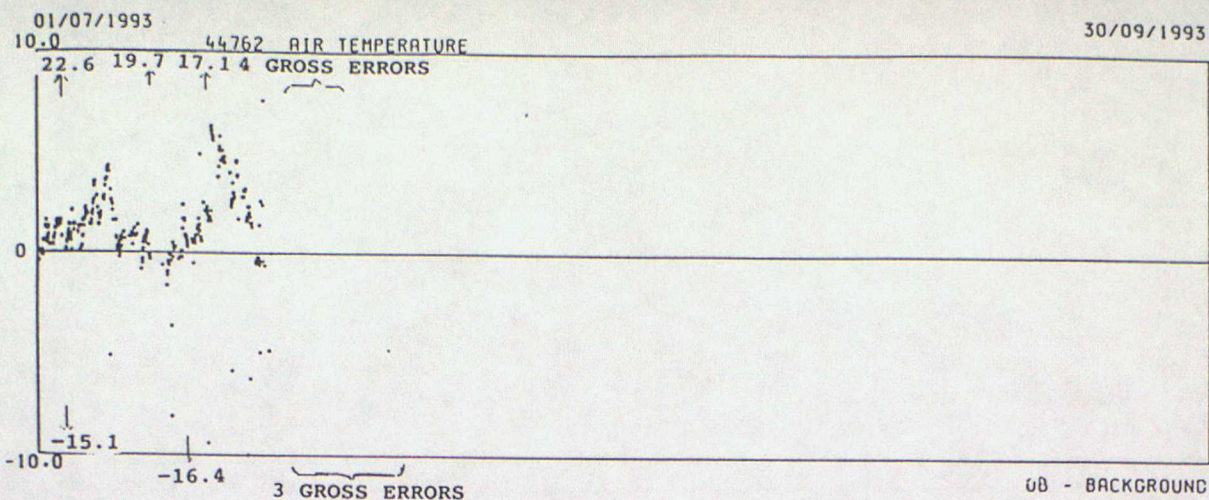 01/07/1993
30/09/1993
10.0
44762 AIR TEMPERATURE
22.6 19.7 17.1 4 GROSS ERRORS
0
-15.1
-10.0
-16.4
3 GROSS ERRORS
OB - BACKGROUND